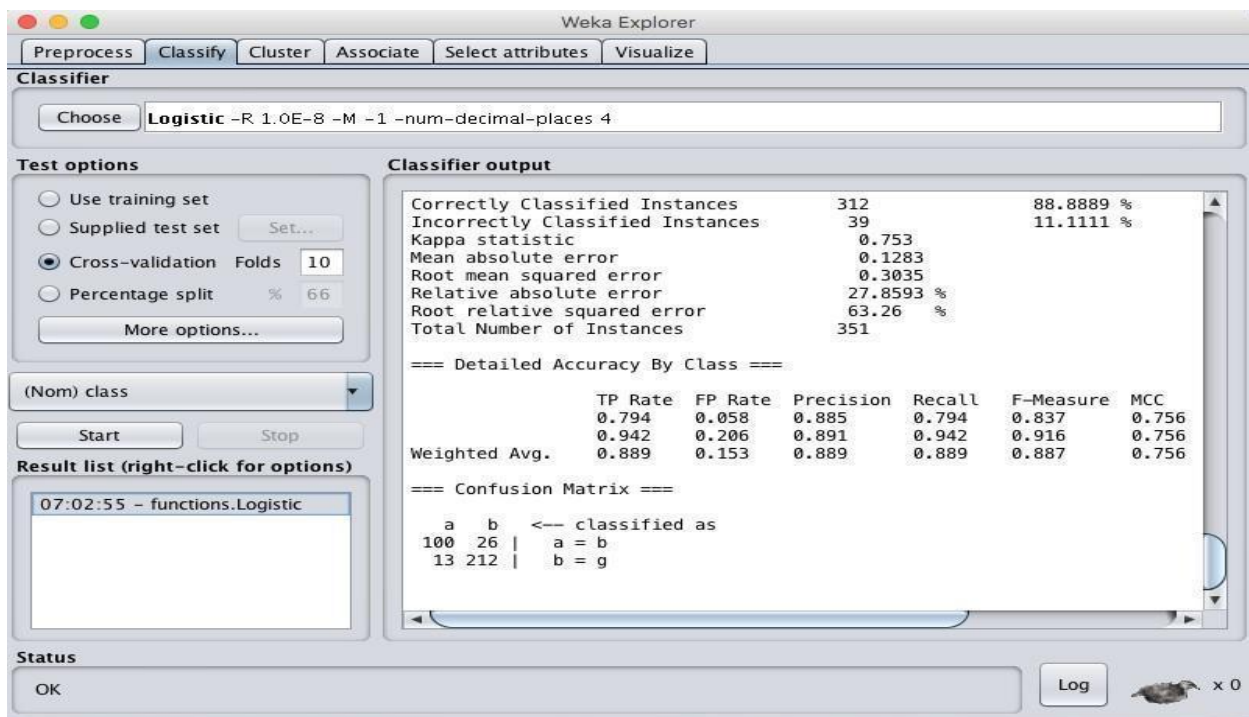 Weka Explorer
Preprocess Classify Cluster Associate Select attributes Visualize
Classifier
Choose Logistic -R 1.0E-8 -M -1 -num-decimal-places 4
Test options
Use training set
Supplied test set Set...
Cross-validation Folds 10
Percentage split % 66
More options...
(Nom) class
Start Stop
Result list (right-click for options)
07:02:55 - functions.Logistic
Classifier output
Correctly Classified Instances 312 88.8889 %
Incorrectly Classified Instances 39 11.1111 %
Kappa statistic 0.753
Mean absolute error 0.1283
Root mean squared error 0.3035
Relative absolute error 27.8593 %
Root relative squared error 63.26 %
Total Number of Instances 351
=== Detailed Accuracy By Class ===
TP Rate FP Rate Precision Recall F-Measure MCC
0.794 0.058 0.885 0.794 0.837 0.756
0.942 0.206 0.891 0.942 0.916 0.756
Weighted Avg. 0.889 0.153 0.889 0.889 0.887 0.756
=== Confusion Matrix ===
a b <-- classified as
100 26 | a = b
13 212 | b = g
Status
OK
Log x 0